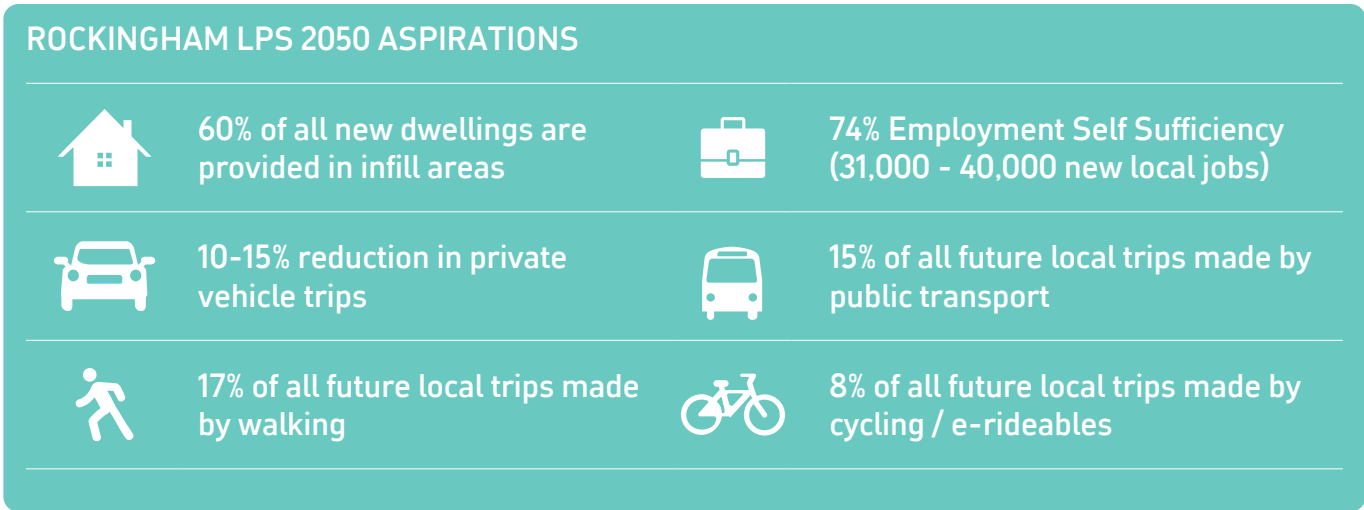 ROCKINGHAM LPS 2050 ASPIRATIONS
60% of all new dwellings are
provided in infill areas
74% Employment Self Sufficiency
(31,000 - 40,000 new local jobs)
10-15% reduction in private
vehicle trips
15% of all future local trips made by
public transport
17% of all future local trips made
by walking
8% of all future local trips made by
cycling / e-rideables